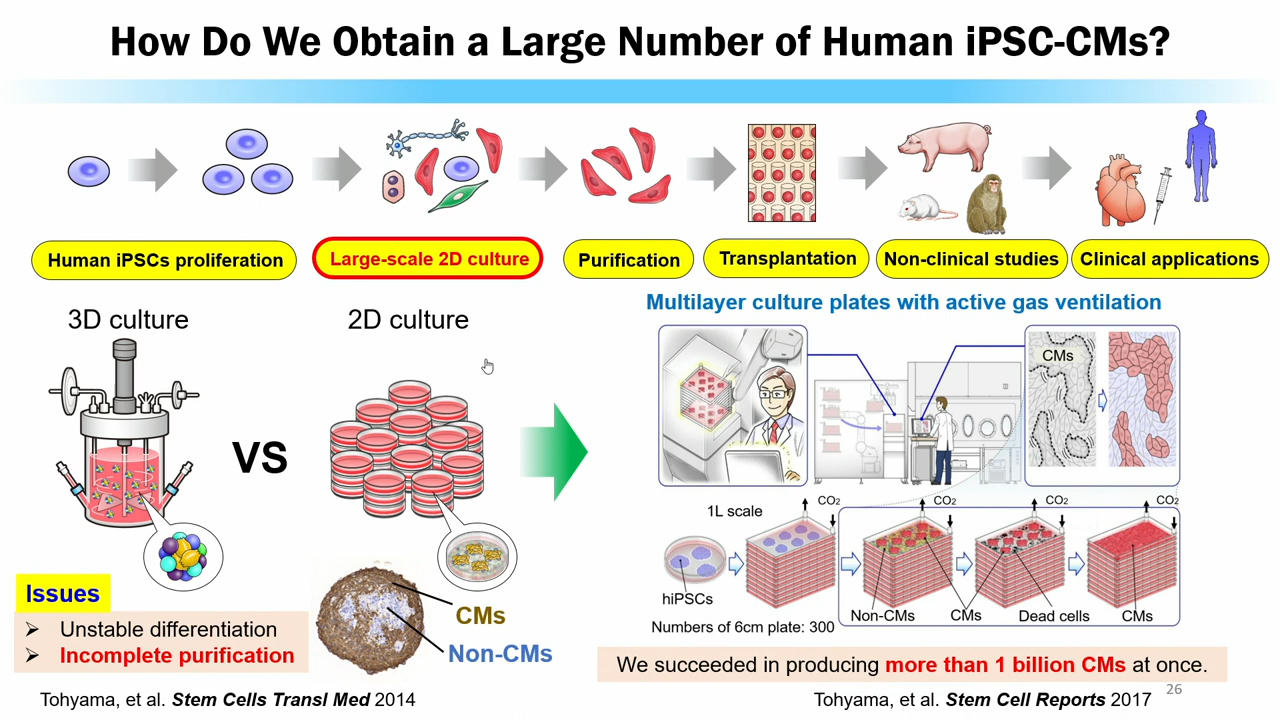 How Do We Obtain a Large Number of Human iPSC-CMs?
Human iPSCs proliferation
Large-scale 2D culture
Purification
Transplantation
Non-clinical studies
Clinical applications
3D culture
2D culture
VS
Issues
➤ Unstable differentiation
➤ Incomplete purification
CMs
Non-CMs
Tohyama, et al. Stem Cells Transl Med 2014
Multilayer culture plates with active gas ventilation
CMs
1L scale
CO₂
CO₂
CO₂
CO₂
hiPSCs
Non-CMs
CMs
Dead cells
CMs
Numbers of 6cm plate: 300
We succeeded in producing more than 1 billion CMs at once.
Tohyama, et al. Stem Cell Reports 2017
26